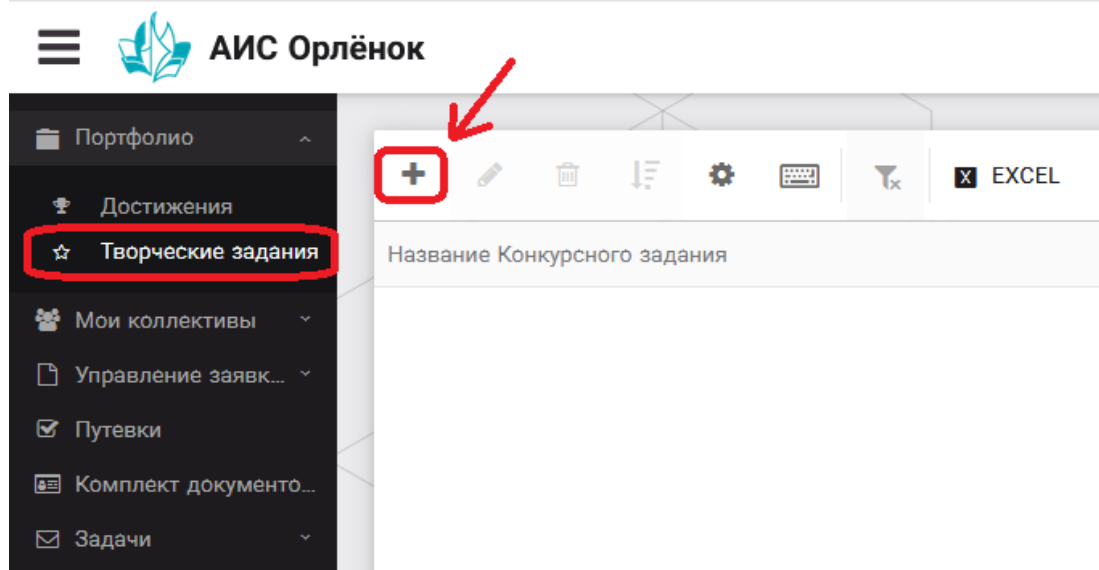 АИС Орлёнок
Портфолио
Достижения
Творческие задания
Мои коллективы
Управление заявк...
Путевки
Комплект документо...
Задачи
X EXCEL
Название Конкурсного задания